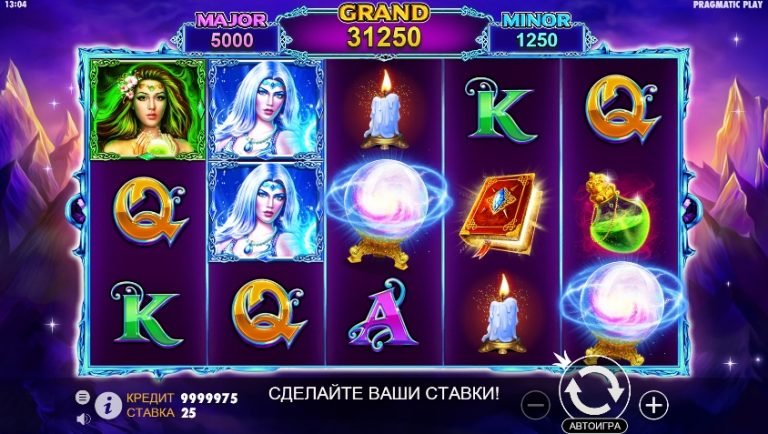 13:04
PRAGMATIC PLAY
MAJOR
5000
GRAND
31250
MINOR
1250
K
Q
Q
K
Q
A
КРЕДИТ 9999975
СТАВКА 25
СДЕЛАЙТЕ ВАШИ СТАВКИ!
АВТОИГРА